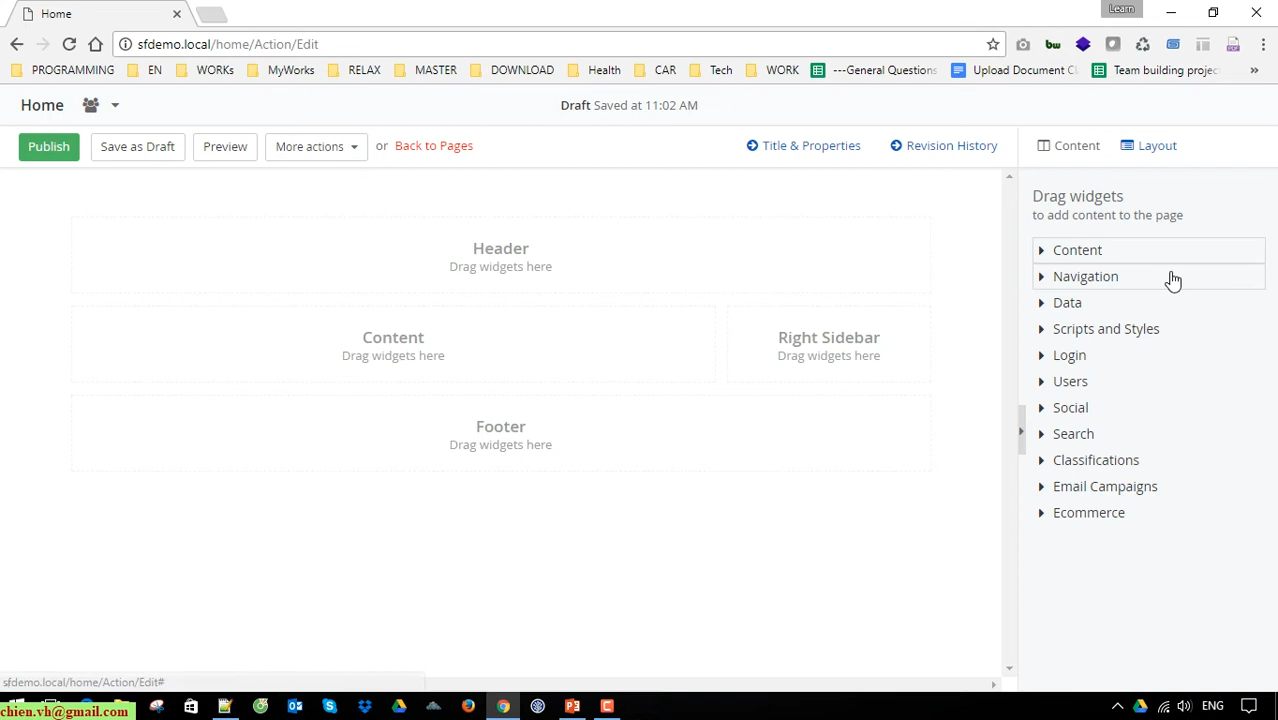 Home
Learn
sfdemo.local/home/Action/Edit
PROGRAMMING EN WORKs MyWorks RELAX MASTER DOWNLOAD Health CAR Tech WORK ---General Questions Upload Document Cl Team building projec »
Home
Draft Saved at 11:02 AM
Publish Save as Draft Preview More actions or Back to Pages Title & Properties Revision History Content Layout
Drag widgets
to add content to the page
Header
Drag widgets here
Content
Drag widgets here
Right Sidebar
Drag widgets here
Footer
Drag widgets here
Content
Navigation
Data
Scripts and Styles
Login
Users
Social
Search
Classifications
Email Campaigns
Ecommerce
sfdemo.local/home/Action/Edit#
chien.vh@gmail.com
ENG